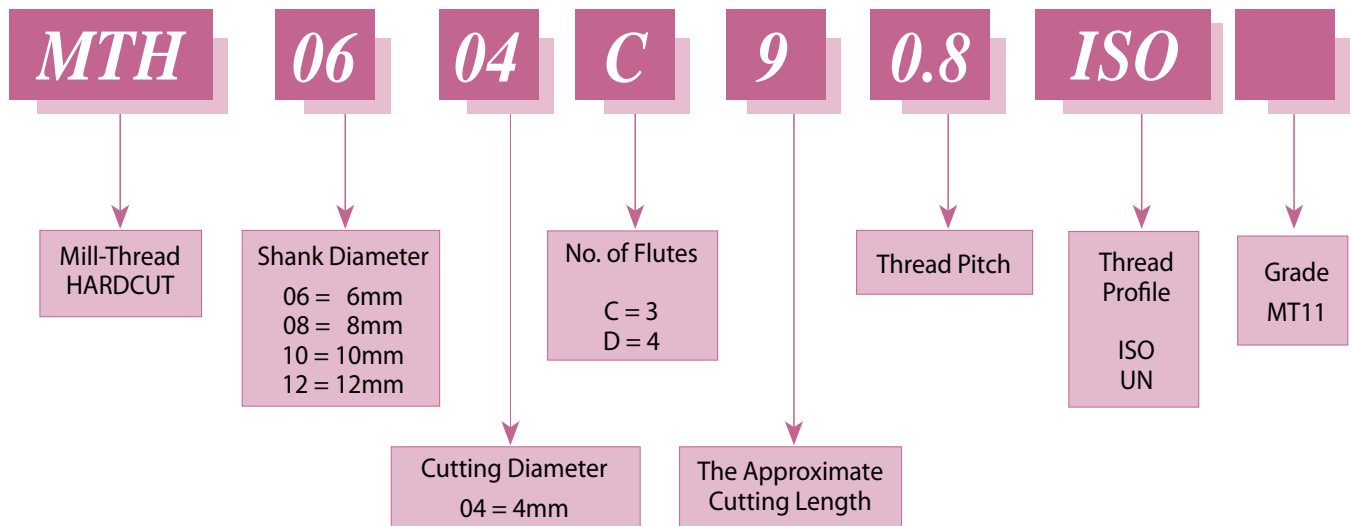 MTH 06 04 C 9 0.8 ISO
Mill-Thread
HARDCUT
Shank Diameter
06 = 6mm
08 = 8mm
10 = 10mm
12 = 12mm
Cutting Diameter
04 = 4mm
No. of Flutes
C = 3
D = 4
The Approximate
Cutting Length
Thread Pitch
Thread
Profile
ISO
UN
Grade
MT11